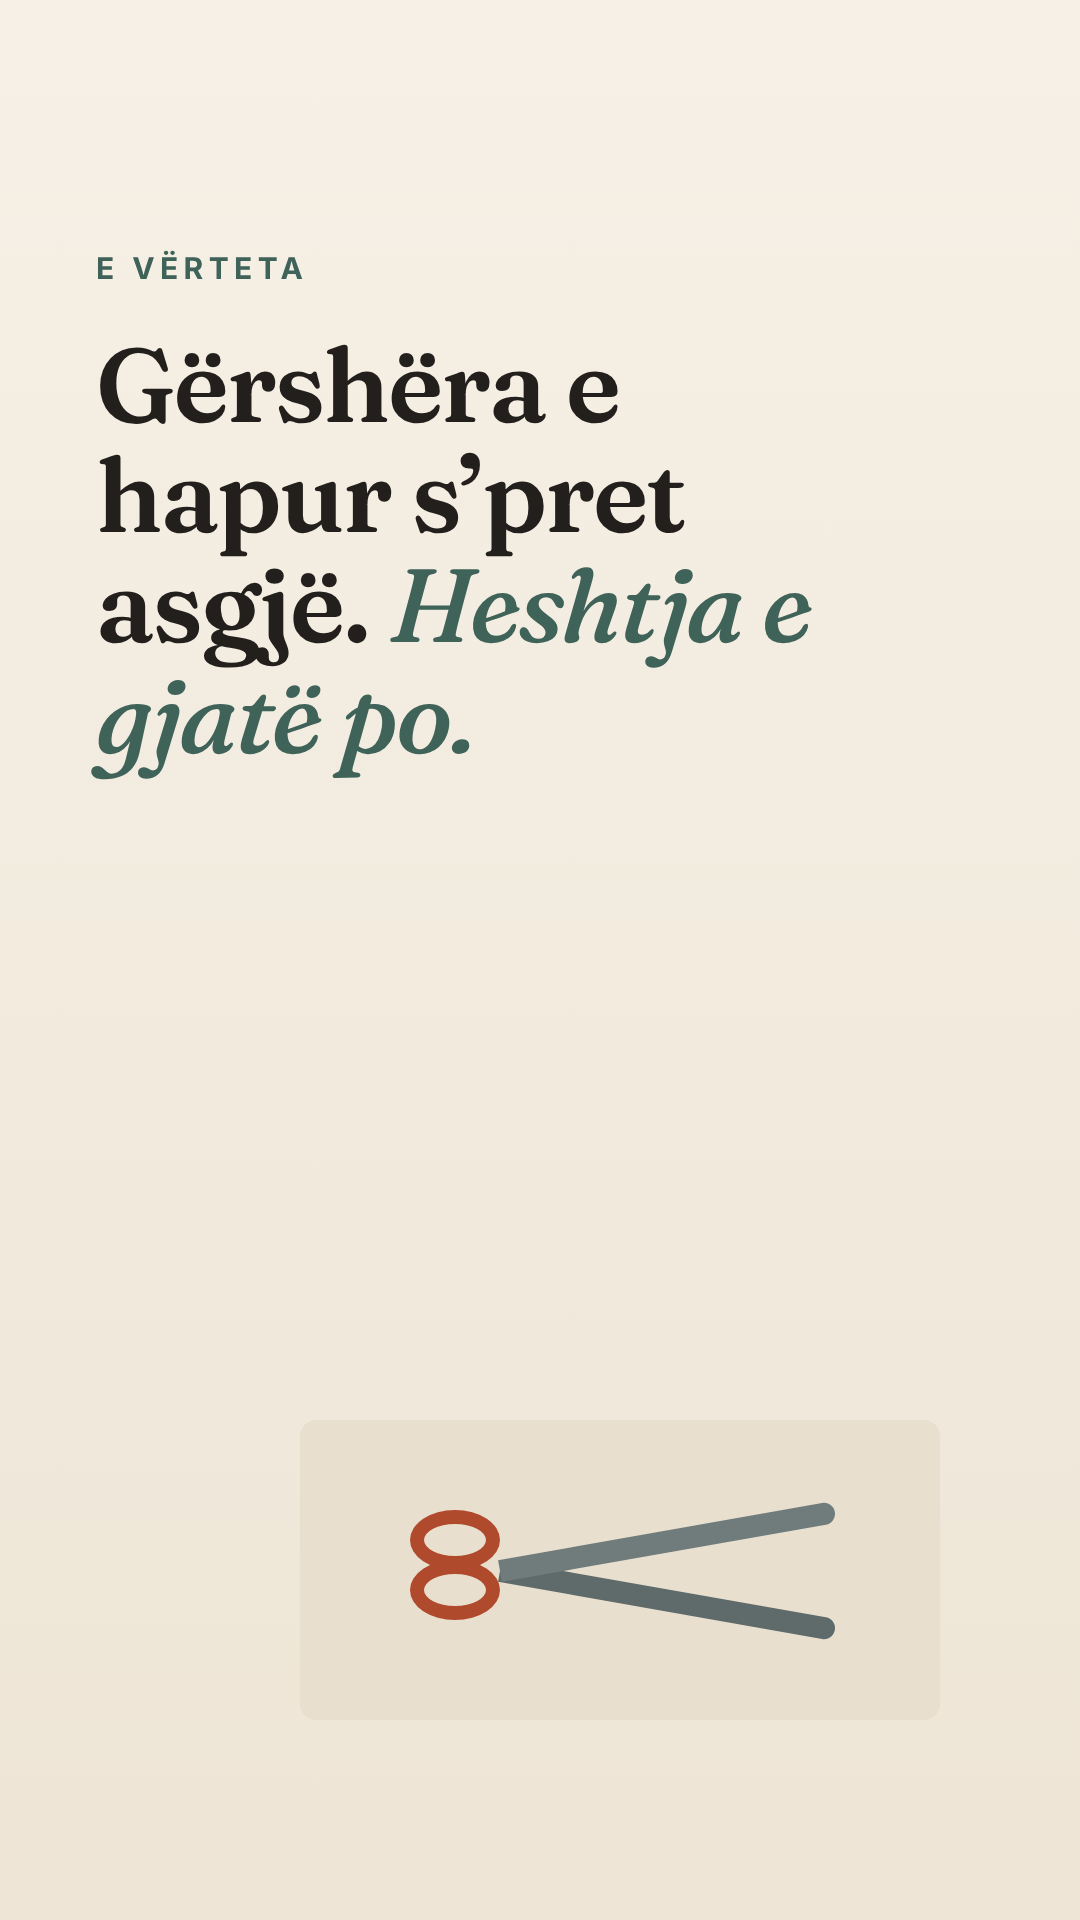 E VËRTETA
Gërshëra e
hapur s’pret
asgjë. Heshtja e
gjatë po.